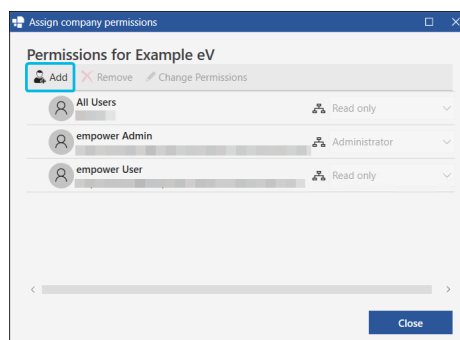 Assign company permissions
Permissions for Example eV
Add Remove Change Permissions
All Users
Read only
empower Admin
Administrator
empower User
Read only
Close